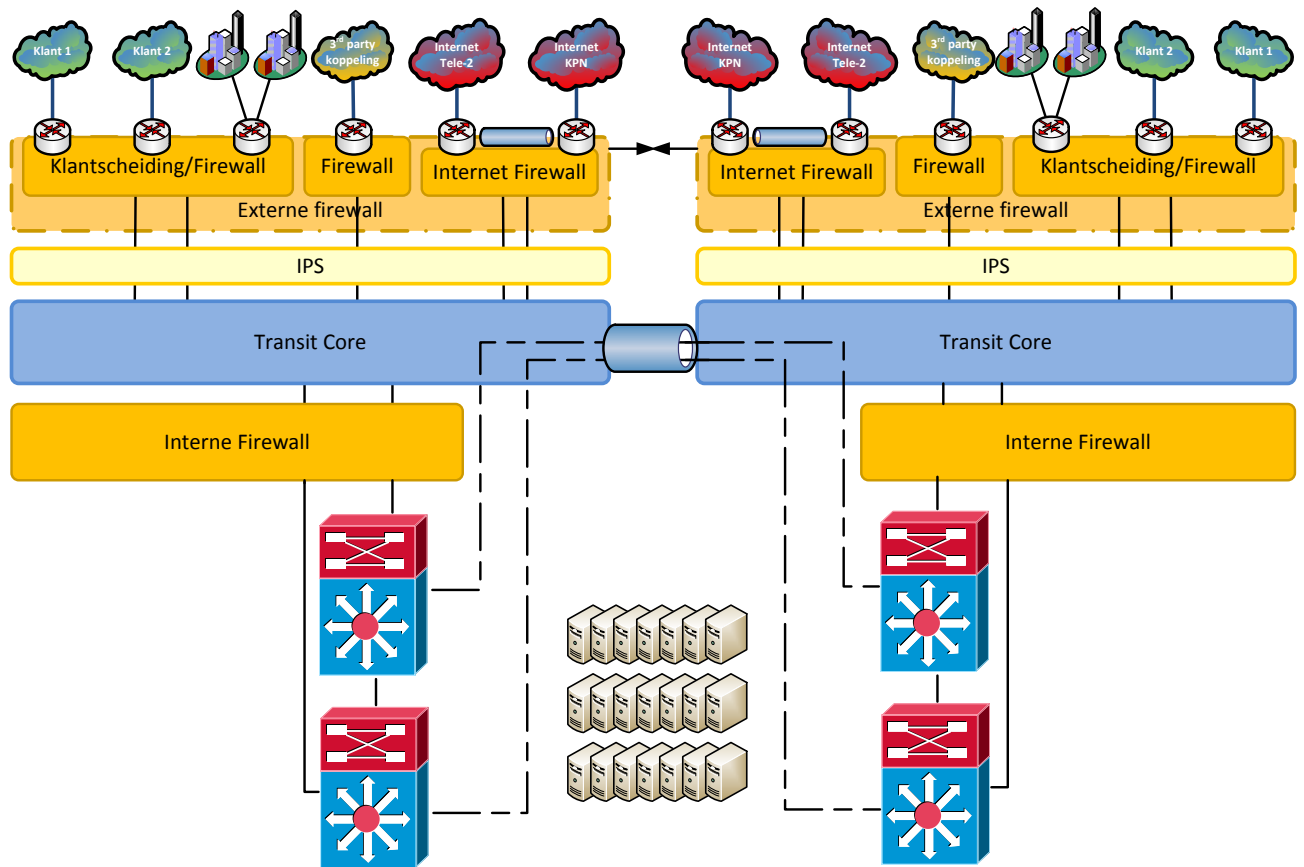 Klant 1
Klant 2
3rd party
koppeling
Internet
Tele-2
Internet
KPN
Internet
KPN
Internet
Tele-2
3rd party
koppeling
Klant 2
Klant 1
Klantscheiding/Firewall
Firewall
Internet Firewall
Externe firewall
Internet Firewall
Firewall
Klantscheiding/Firewall
Externe firewall
IPS
IPS
Transit Core
Transit Core
Interne Firewall
Interne Firewall